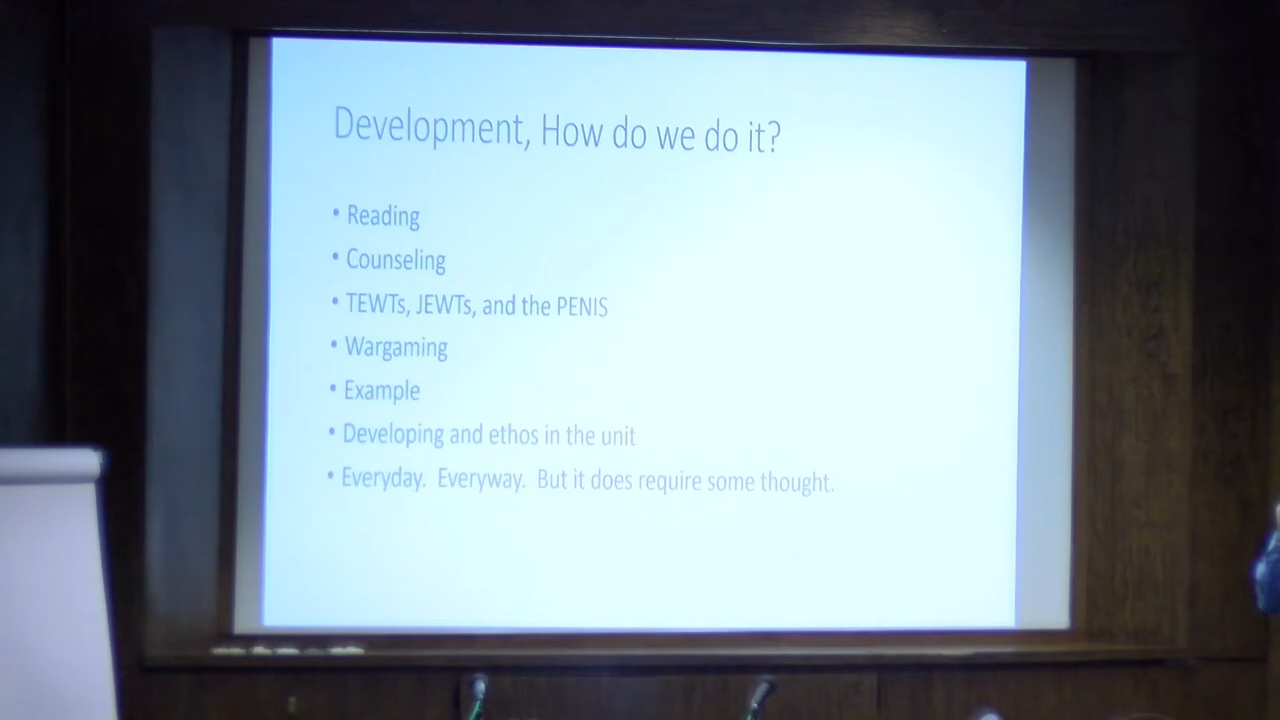 Development, How do we do it?
• Reading
• Counseling
• TEWTs, JEWTs, and the PENIS
• Wargaming
• Example
• Developing and ethos in the unit
• Everyday. Everyway. But it does require some thought.